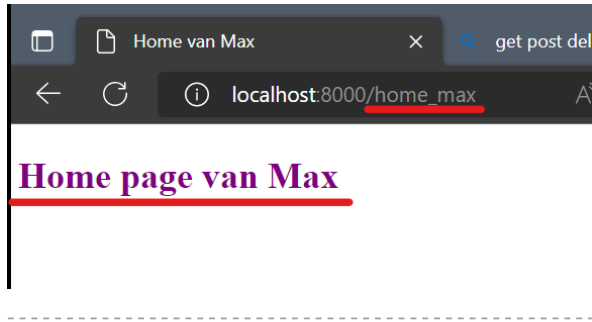 Home van Max
get post del
localhost:8000/home_max
Home page van Max